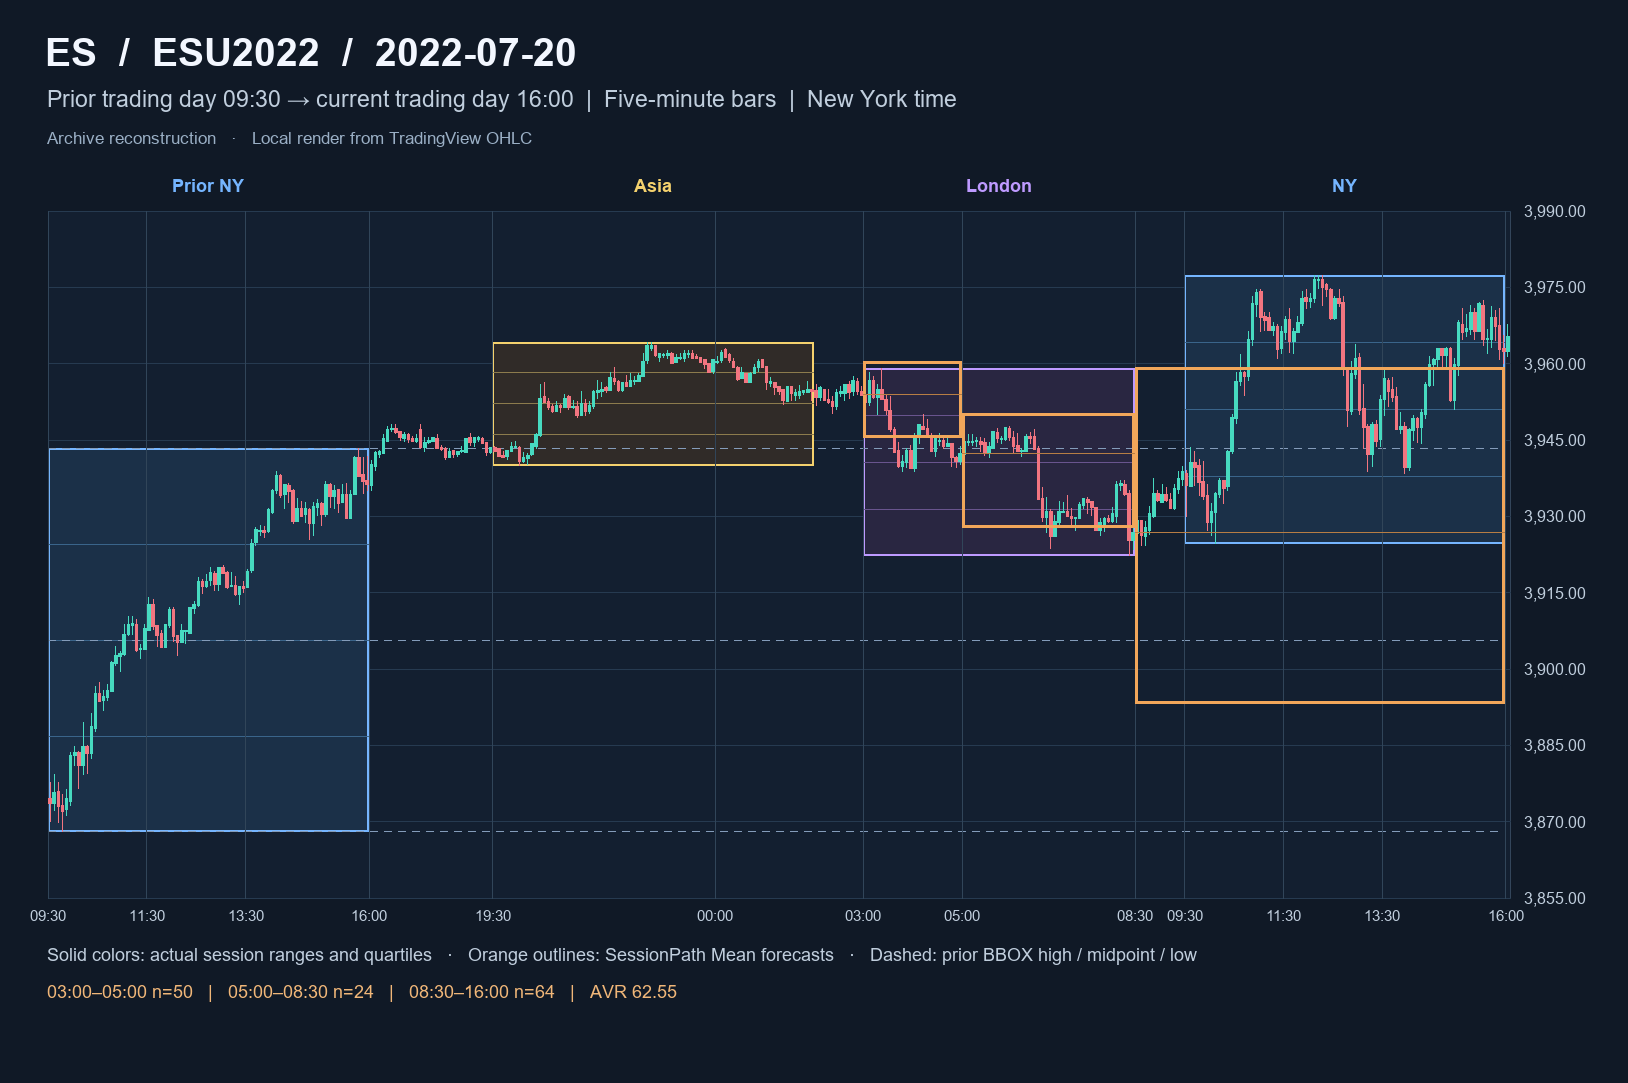 ES / ESU2022 / 2022-07-20
Prior trading day 09:30 → current trading day 16:00 | Five-minute bars | New York time
Archive reconstruction · Local render from TradingView OHLC
Prior NY Asia London NY
3,990.00
3,975.00
3,960.00
3,945.00
3,930.00
3,915.00
3,900.00
3,885.00
3,870.00
3,855.00
09:30 11:30 13:30 16:00 19:30 00:00 03:00 05:00 08:30 09:30 11:30 13:30 16:00
Solid colors: actual session ranges and quartiles · Orange outlines: SessionPath Mean forecasts · Dashed: prior BBOX high / midpoint / low
03:00–05:00 n=50 | 05:00–08:30 n=24 | 08:30–16:00 n=64 | AVR 62.55